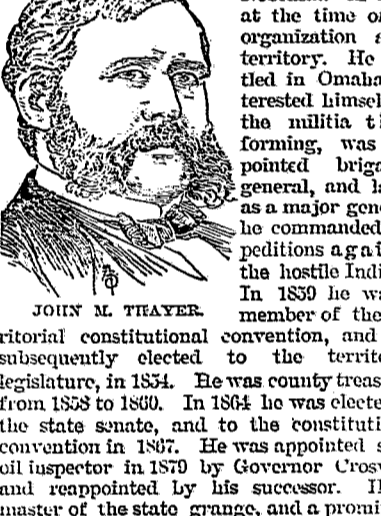 at the time o
organization a
territory. He
tled in Omaha
terested himsel
the militia ti
forming, was
pointed briga
general, and la
as a major gene
he commanded
peditions agai
the hostile Indi
JOHN M. THAYER.
In 1859 he wa
member of the
ritorial constitutional convention, and
subsequently elected to the territo
legislature, in 1854. He was county treas
from 1858 to 1860. In 1864 he was electe
the state senate, and to the constituti
convention in 1867. He was appointed s
oil inspector in 1879 by Governor Cros
and reappointed by his successor. H
master of the state grange, and a promi